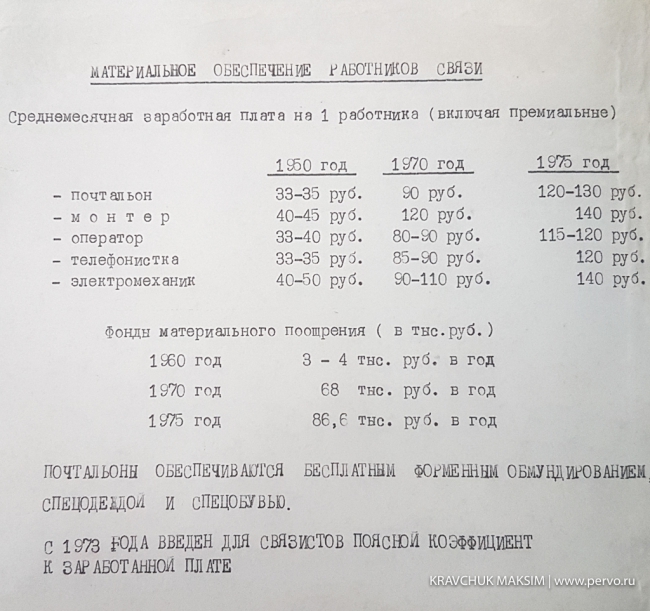 МАТЕРИАЛЬНОЕ ОБЕСПЕЧЕНИЕ РАБОТНИКОВ СВЯЗИ
Среднемесячная заработная плата на 1 работника (включая премиальнне)
1950 год 1970 год 1975 год
- почтальон 33-35 руб. 90 руб. 120-130 руб.
- м о н т е р 40-45 руб. 120 руб. 140 руб.
- оператор 33-40 руб. 80-90 руб. 115-120 руб.
- телефонистка 33-35 руб. 85-90 руб. 120 руб.
- электромеханик 40-50 руб. 90-110 руб. 140 руб.
Фонды материального поощрения ( в тыс.руб.)
1960 год 3 - 4 тыс. руб. в год
1970 год 68 тыс. руб. в год
1975 год 86,6 тыс. руб. в год
ПОЧТАЛЬОНЫ ОБЕСПЕЧИВАЮТСЯ БЕСПЛАТНЫМ ФОРМЕННЫМ ОБМУНДИРОВАНИЕМ,
СПЕЦОДЕЖДОЙ И СПЕЦОБУВЬЮ.
С 1973 ГОДА ВВЕДЕН ДЛЯ СВЯЗИСТОВ ПОЯСНОЙ КОЭФФИЦИЕНТ
К ЗАРАБОТАННОЙ ПЛАТЕ
KRAVCHUK MAKSIM | www.pervo.ru